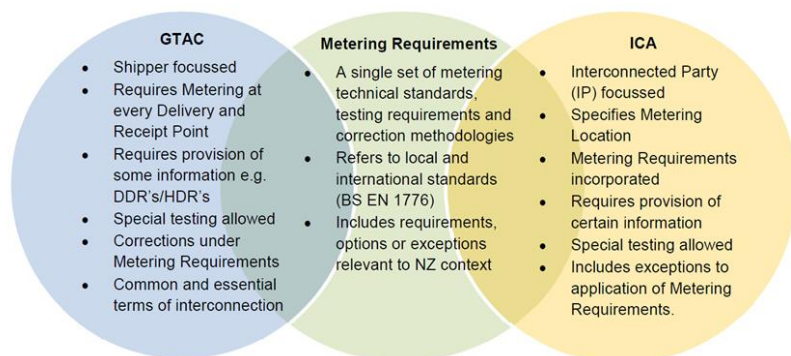 GTAC
Shipper focussed
Requires Metering at
every Delivery and
Receipt Point
Requires provision of
some information e.g.
DDR's/HDR's
Special testing allowed
Corrections under
Metering Requirements
Common and essential
terms of interconnection
Metering Requirements
A single set of metering
technical standards,
testing requirements and
correction methodologies
Refers to local and
international standards
(BS EN 1776)
Includes requirements,
options or exceptions
relevant to NZ context
ICA
Interconnected Party
(IP) focussed
Specifies Metering
Location
Metering Requirements
incorporated
Requires provision of
certain information
Special testing allowed
Includes exceptions to
application of Metering
Requirements.